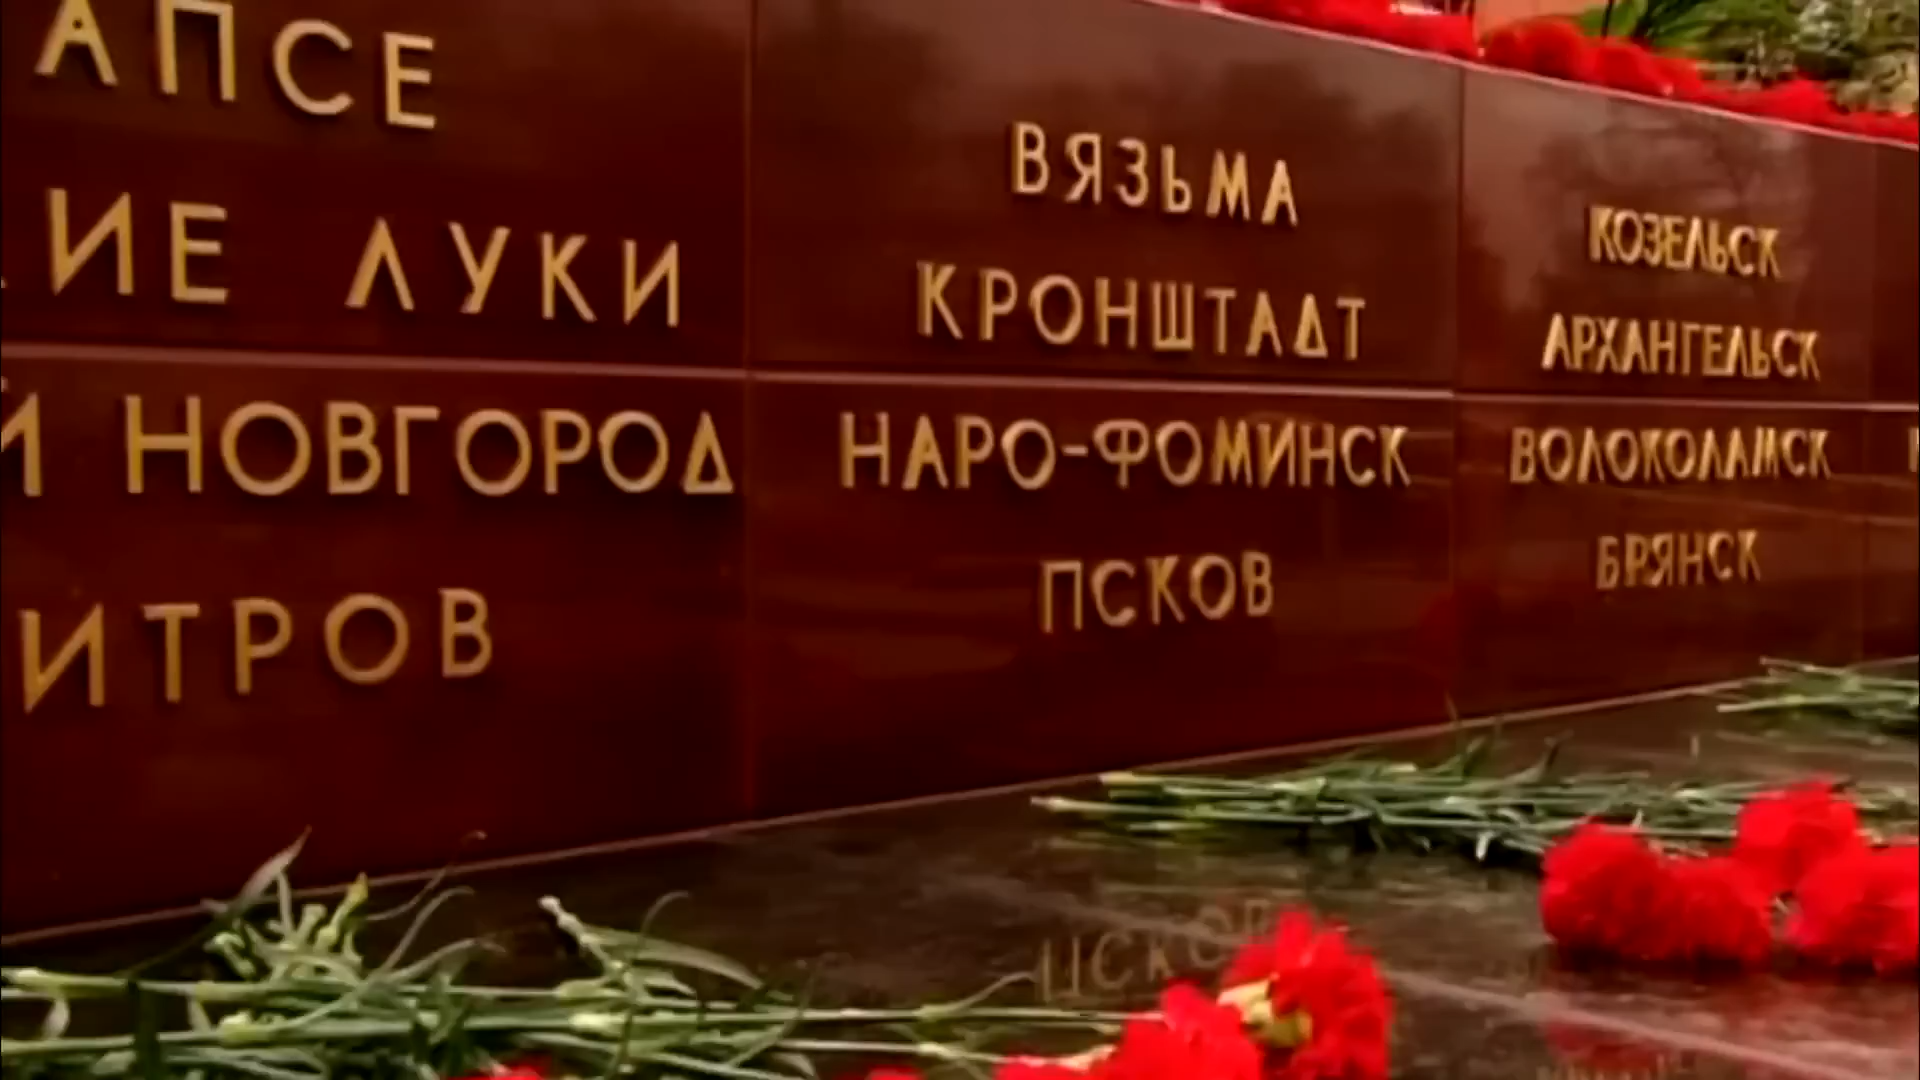 АПСЕ
ИЕ ЛУКИ
Й НОВГОРОД
ИТРОВ
ВЯЗЬМА
КРОНШТАДТ
НАРО-ФОМИНСК
ПСКОВ
КОЗЕЛЬСК
АРХАНГЕЛЬСК
ВОЛОКОЛАМСК
БРЯНСК